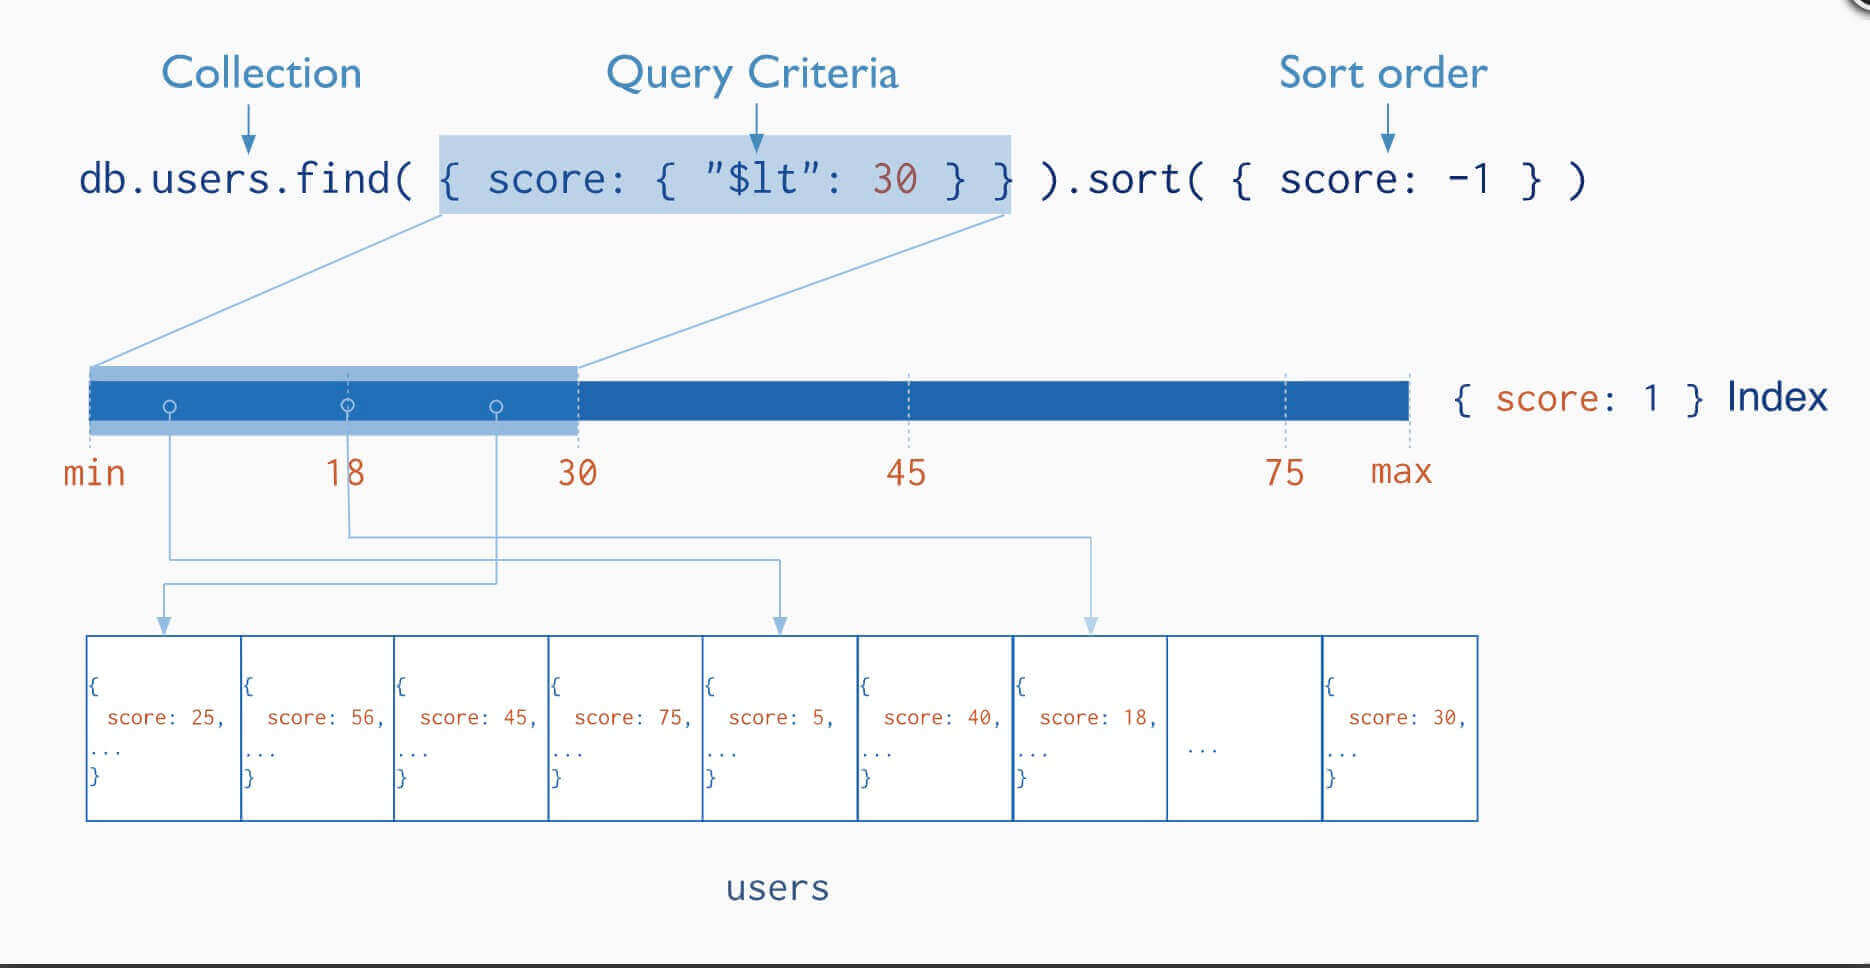 Collection Query Criteria Sort order
db.users.find( { score: { "$lt": 30 } } ).sort( { score: -1 } )
{ score: 1 } Index
min 18 30 45 75 max
{
score: 25,
...
}
{
score: 56,
...
}
{
score: 45,
...
}
{
score: 75,
...
}
{
score: 5,
...
}
{
score: 40,
...
}
{
score: 18,
...
}
...
{
score: 30,
...
}
users